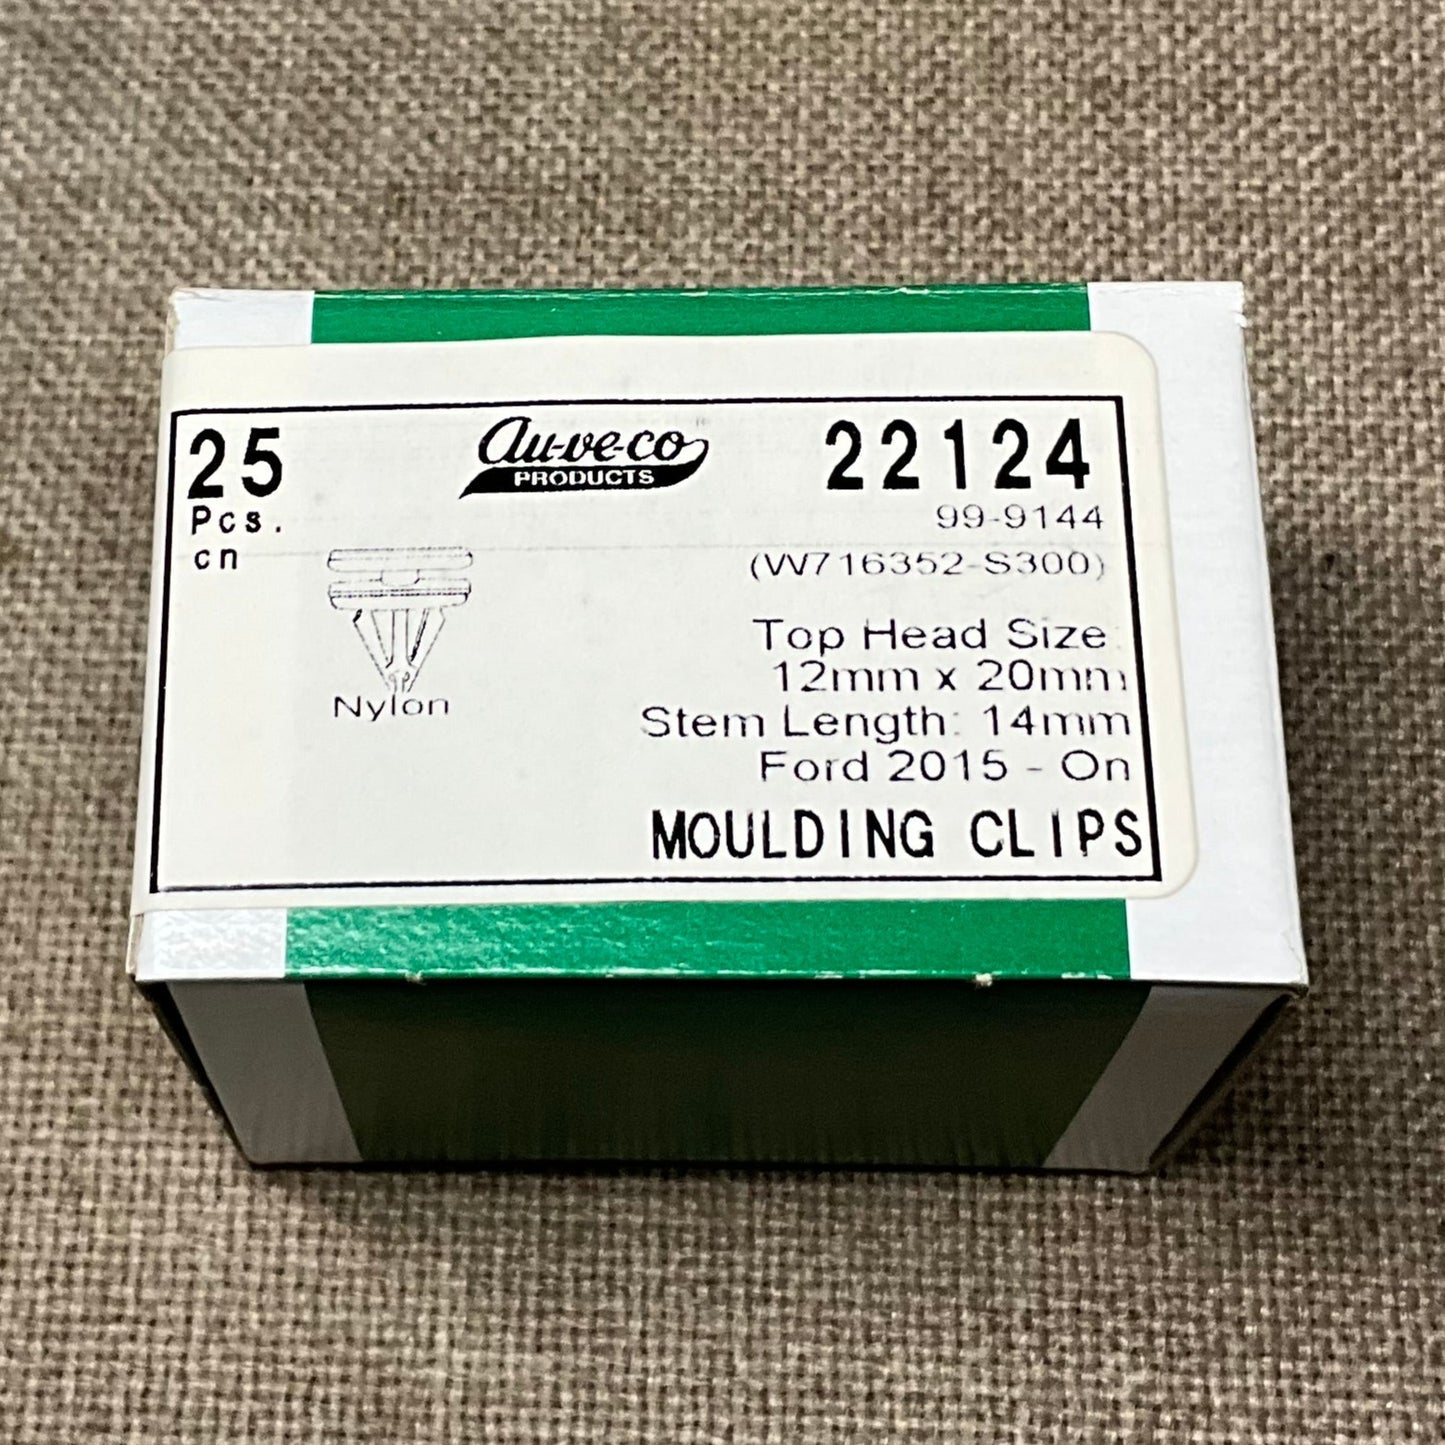 25
Pcs.
cn
Au-ve-co
PRODUCTS
22124
99-9144
(W716352-S300)
Nylon
Top Head Size:
12mm x 20mm
Stem Length: 14mm
Ford 2015 - On
MOULDING CLIPS